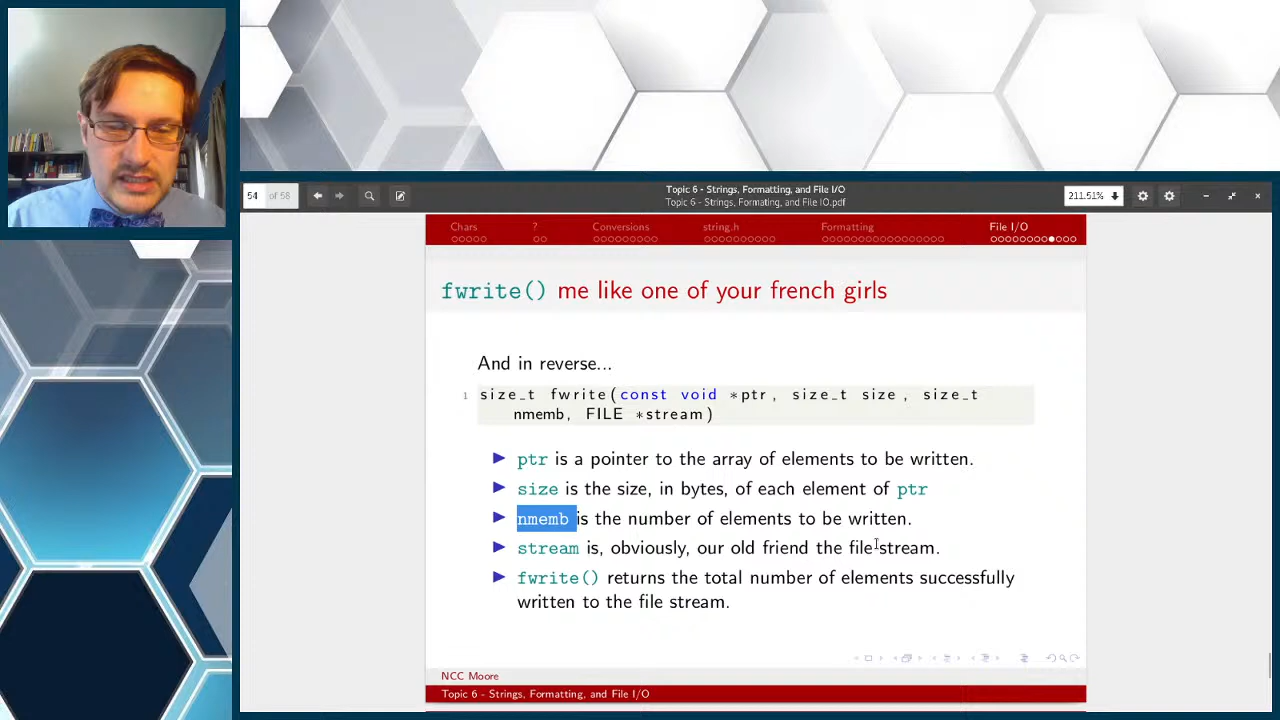 54 of 58
Topic 6 - Strings, Formatting, and File I/O
Topic 6 - Strings, Formating, and File IO.pdf
211.51%
Chars ? Conversions string.h Formatting File I/O
fwrite() me like one of your french girls
And in reverse...
1 size_t fwrite(const void *ptr, size_t size, size_t
nmemb, FILE *stream)
ptr is a pointer to the array of elements to be written.
size is the size, in bytes, of each element of ptr
nmemb is the number of elements to be written.
stream is, obviously, our old friend the file stream.
fwrite() returns the total number of elements successfully
written to the file stream.
NCC Moore
Topic 6 - Strings, Formatting, and File I/O